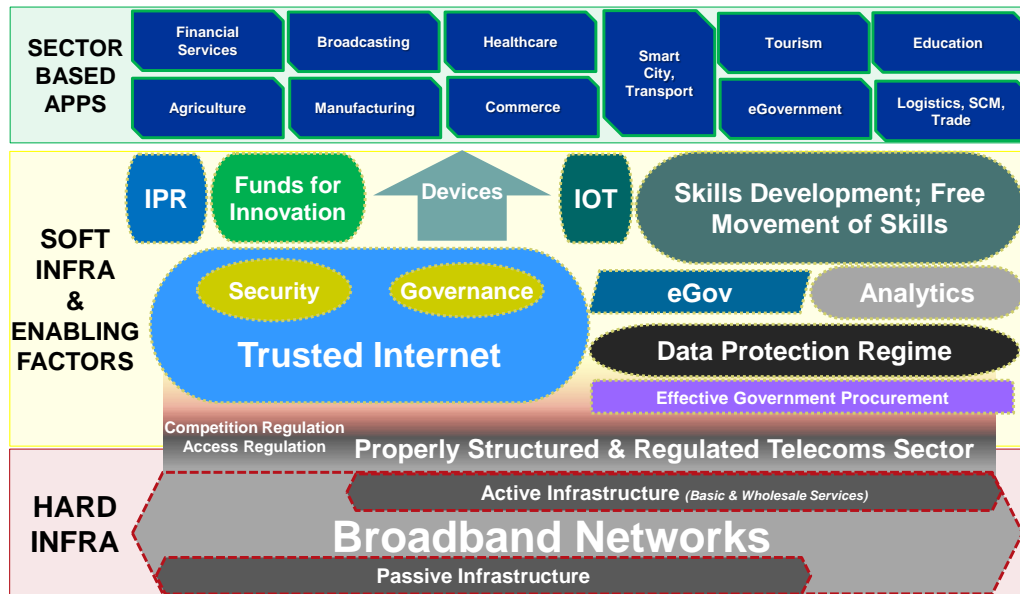 SECTOR
BASED
APPS
Financial
Services
Broadcasting
Healthcare
Smart
City,
Transport
Tourism
Education
Agriculture
Manufacturing
Commerce
eGovernment
Logistics, SCM,
Trade
SOFT
INFRA
&
ENABLING
FACTORS
IPR
Funds for
Innovation
Devices
IOT
Skills Development; Free
Movement of Skills
Security
Governance
eGov
Analytics
Trusted Internet
Data Protection Regime
Effective Government Procurement
Competition Regulation
Access Regulation
Properly Structured & Regulated Telecoms Sector
HARD
INFRA
Active Infrastructure (Basic & Wholesale Services)
Broadband Networks
Passive Infrastructure